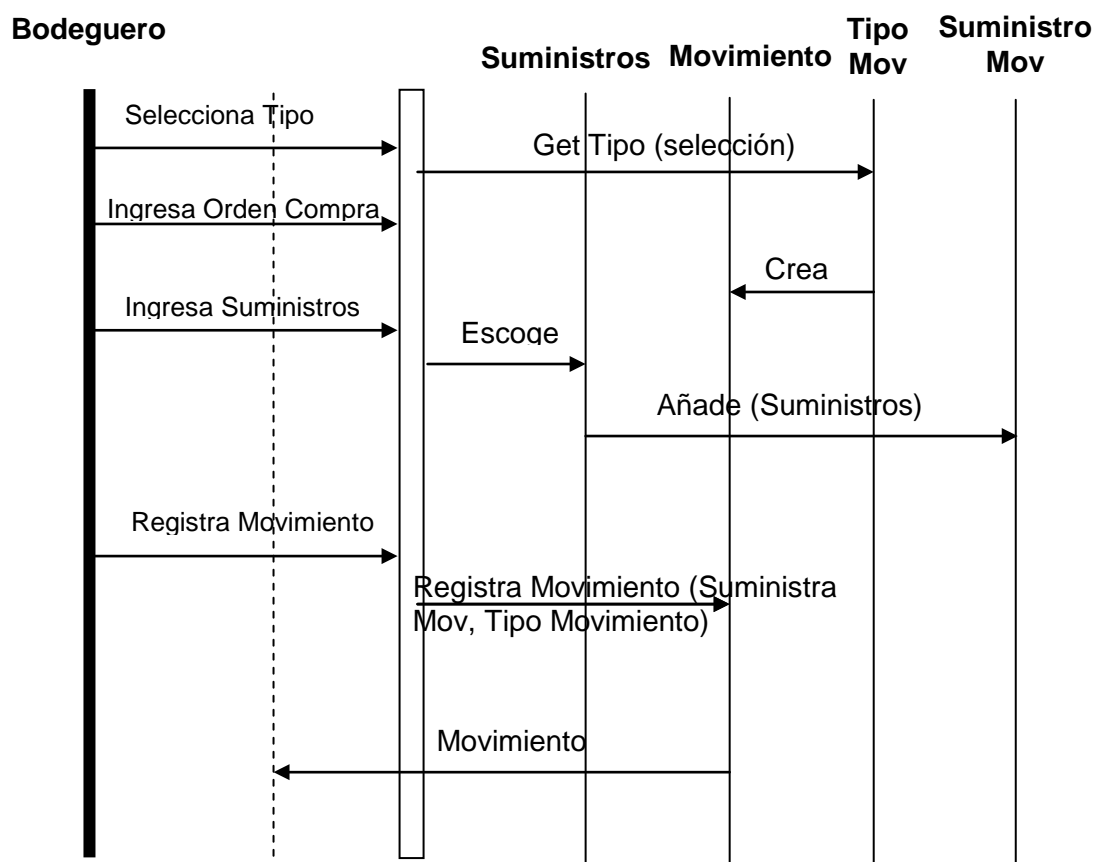 Bodeguero
Suministros
Movimiento
Tipo
Mov
Suministro
Mov
Selecciona Tipo
Get Tipo (selección)
Ingresa Orden Compra
Crea
Ingresa Suministros
Escoge
Añade (Suministros)
Registra Movimiento
Registra Movimiento (Suministra
Mov, Tipo Movimiento)
Movimiento